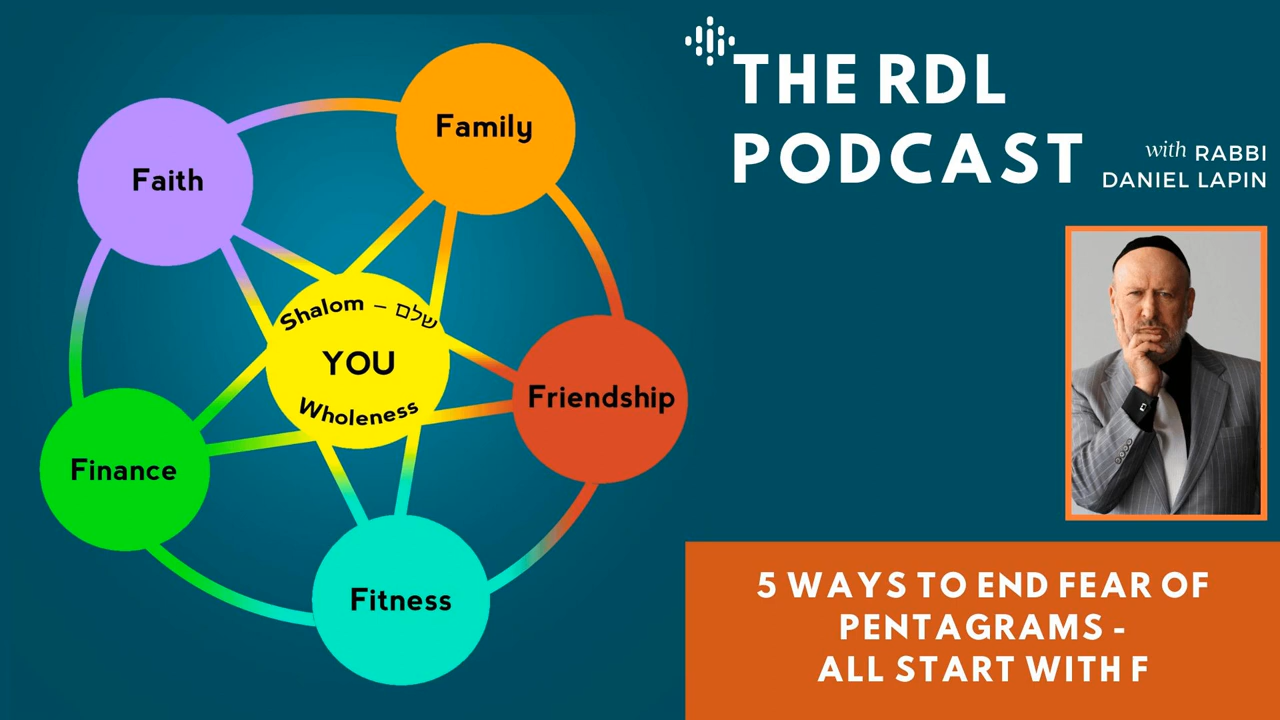 Faith
Family
Shalom – שלם
YOU
Wholeness
Friendship
Finance
Fitness
THE RDL
PODCAST
with RABBI
DANIEL LAPIN
5 WAYS TO END FEAR OF
PENTAGRAMS -
ALL START WITH F